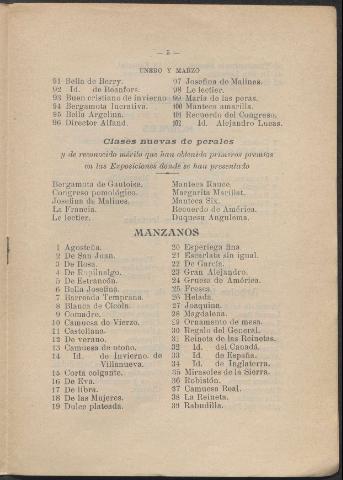 — 5 —
ENERO Y MARZO
91 Bella de Berry.
92 Id. de Roanfors.
93 Buen cristiano de invierno
94 Bergamota lucrativa.
95 Bella Argelina.
96 Director Alfand.
97 Josefina de Malines.
98 Le lectier.
99 María de las peras.
100 Manteca amarilla.
101 Recuerdo del Congreso.
102 Id. Alejandro Lucas.
Clases nuevas de perales
y de reconocido mérito que han obtenido primeros premios
en las Exposiciones donde se han presentado
Bergamota de Gautoise.
Congreso pomológico.
Josefina de Malines.
La Francia.
Le lectier.
Manteca Rance.
Margarita Marillat.
Manteca Six.
Recuerdo de América.
Duquesa Angulema.
MANZANOS
1 Agosteña.
2 De San Juan.
3 De Rosa.
4 De Rupinalgo.
5 De Estrancón.
6 Bella Josefina.
7 Barreada Temprana.
8 Blanca de Cicoln.
9 Comadre.
10 Camuesa do Vierzo.
11 Castellana.
12 De verano.
13 Camuesa de otoño.
14 Id. de Invierno de
Villanueva.
15 Corta colgante.
16 De Eva.
17 De libra.
18 De las Mujeres.
19 Dulce plateada.
20 Esperiega fina.
21 Escarlata sin igual.
22 De García.
23 Gran Alejandro.
24 Gruesa de América.
25 Fresca.
26 Helada.
27 Joaquina.
28 Magdalena.
29 Ornamento de mesa.
30 Regalo del General.
31 Reineta de las Reinetas.
32 Id. del Canadá.
33 Id. de España.
34 Id. de Inglaterra.
35 Mirasoles de la Sierra.
36 Robistón.
37 Camuesa Real.
38 La Reineta.
39 Rabudilla.